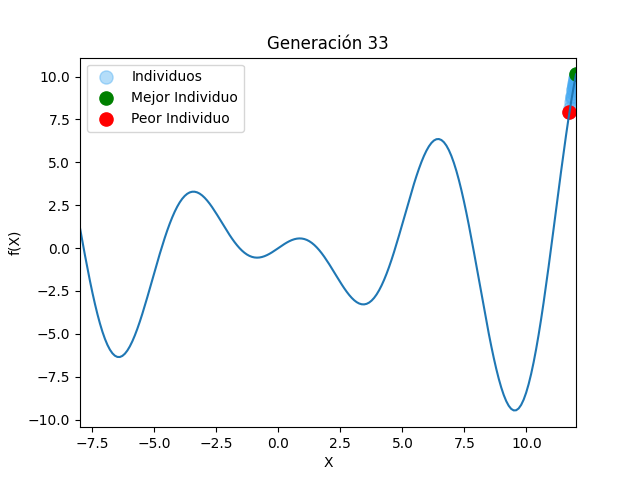 Generación 33
Individuos
Mejor Individuo
Peor Individuo
10.0
7.5
5.0
2.5
0.0
−2.5
−5.0
−7.5
−10.0
f(X)
−7.5 −5.0 −2.5 0.0 2.5 5.0 7.5 10.0
X